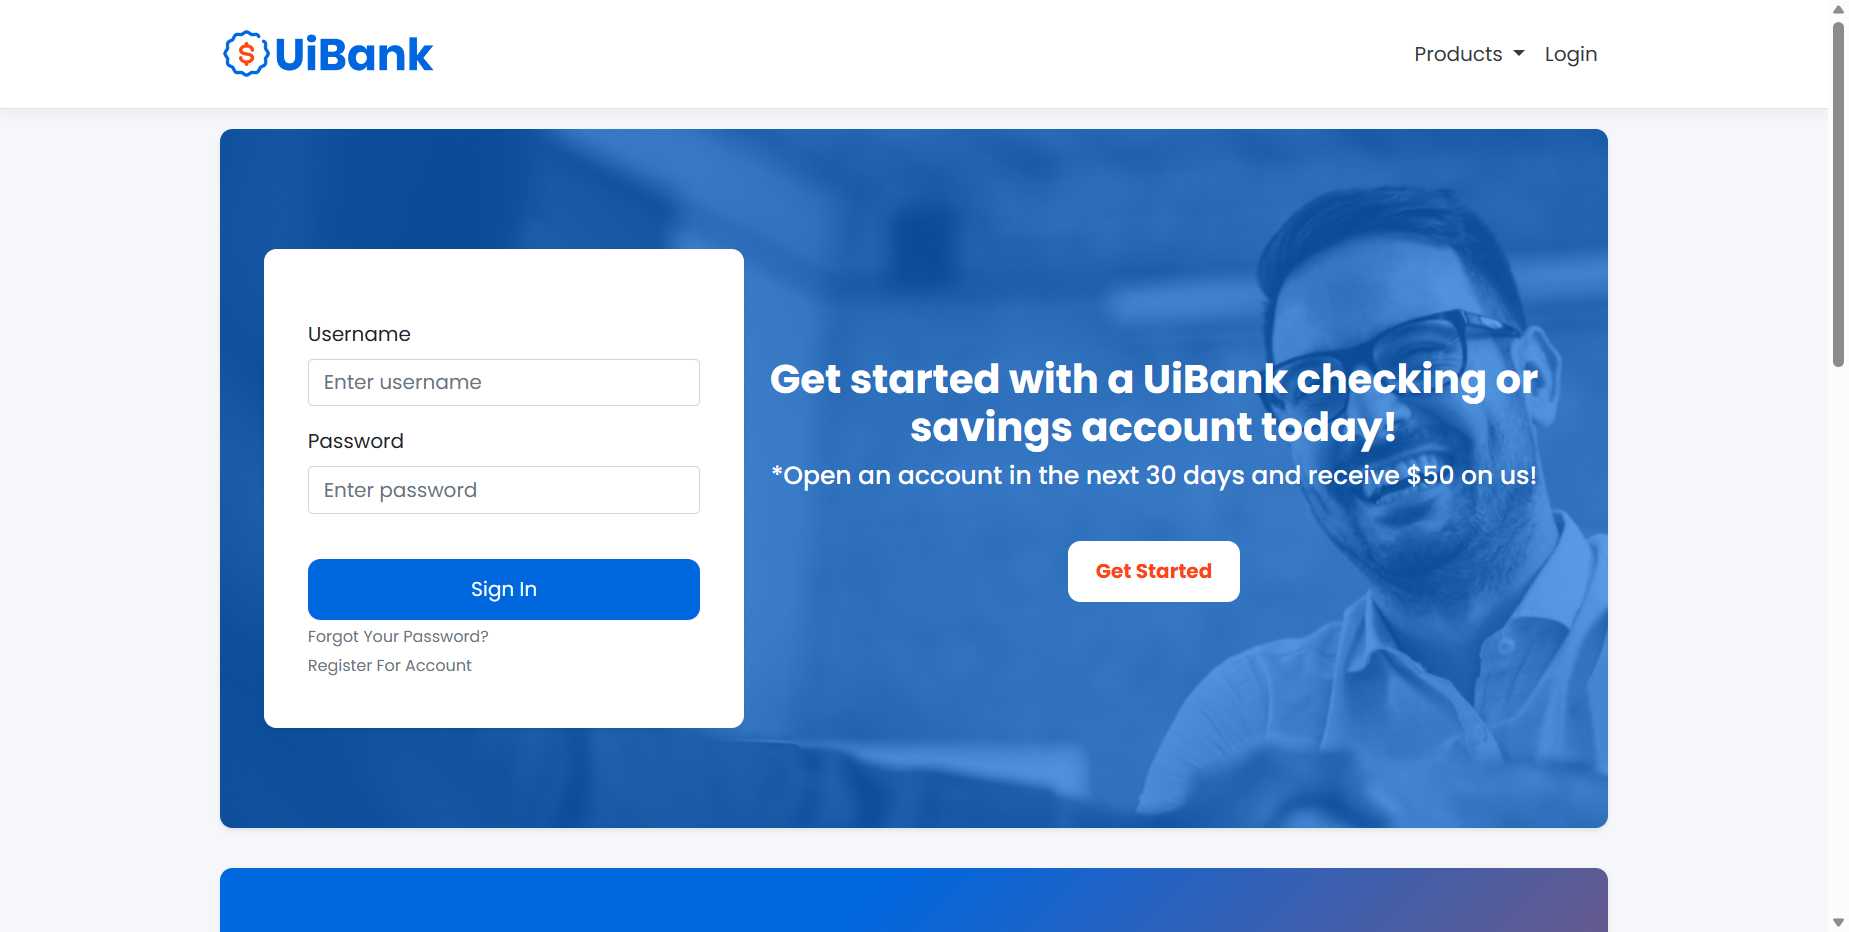 UiBank
Products
Login
Username
Enter username
Password
Enter password
Sign In
Forgot Your Password?
Register For Account
Get started with a UiBank checking or
savings account today!
*Open an account in the next 30 days and receive $50 on us!
Get Started